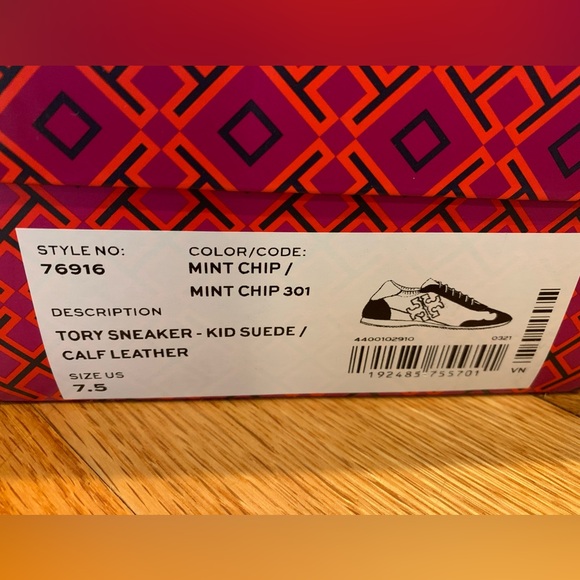 STYLE NO:
76916
COLOR/CODE:
MINT CHIP /
MINT CHIP 301
DESCRIPTION
TORY SNEAKER - KID SUEDE /
CALF LEATHER
SIZE US
7.5
4400102910 0321
192485 755701
VN